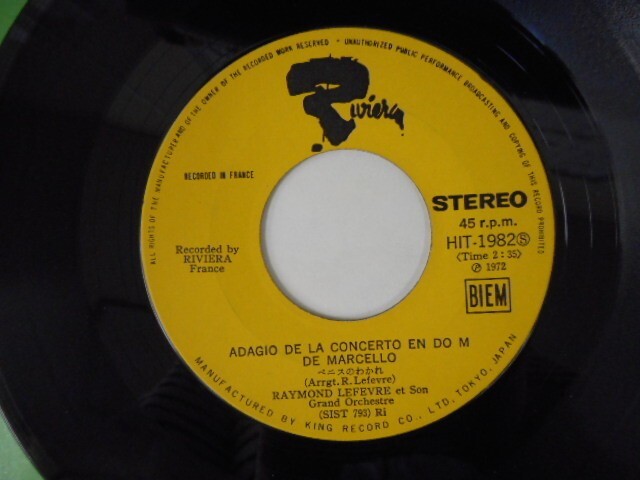 ALL RIGHTS OF THE MANUFACTURER AND OF THE OWNER OF THE RECORDED WORK RESERVED - UNAUTHORIZED PUBLIC PERFORMANCE BROADCASTING AND COPYING OF THIS RECORD PROHIBITED
Riviera
RECORDED IN FRANCE
STEREO
45 r.p.m.
HIT-1982Ⓢ
(Time 2:35)
℗ 1972
Recorded by
RIVIERA
France
BIEM
ADAGIO DE LA CONCERTO EN DO M
DE MARCELLO
ベニスのわかれ
(Arrgt. R. Lefevre)
RAYMOND LEFEVRE et Son
Grand Orchestre
(SIST 793) Ri
MANUFACTURED BY KING RECORD CO., LTD. TOKYO, JAPAN